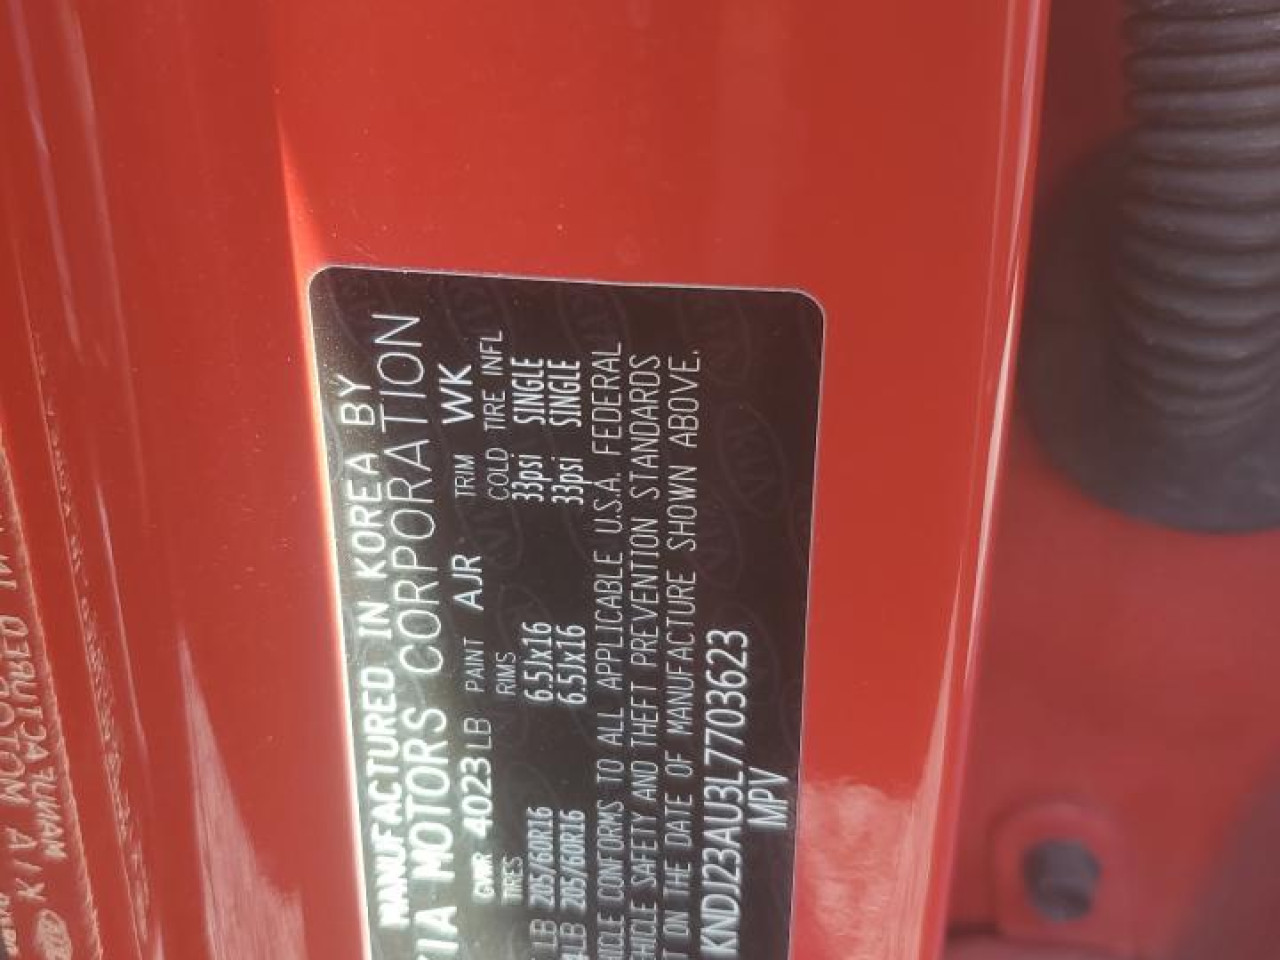 MANUFACTURED IN KOREA BY
KIA MOTORS CORPORATION
GVWR 4023LB PAINT AJR TRIM WK
TIRES RIMS COLD TIRE INFL
LB 205/60R16 6.5Jx16 33psi SINGLE
LB 205/60R16 6.5Jx16 33psi SINGLE
CONFORMS TO ALL APPLICABLE U.S.A. FEDERAL
SAFETY AND THEFT PREVENTION STANDARDS
ON THE DATE OF MANUFACTURE SHOWN ABOVE.
KNDJ23AU3L7703623
MPV